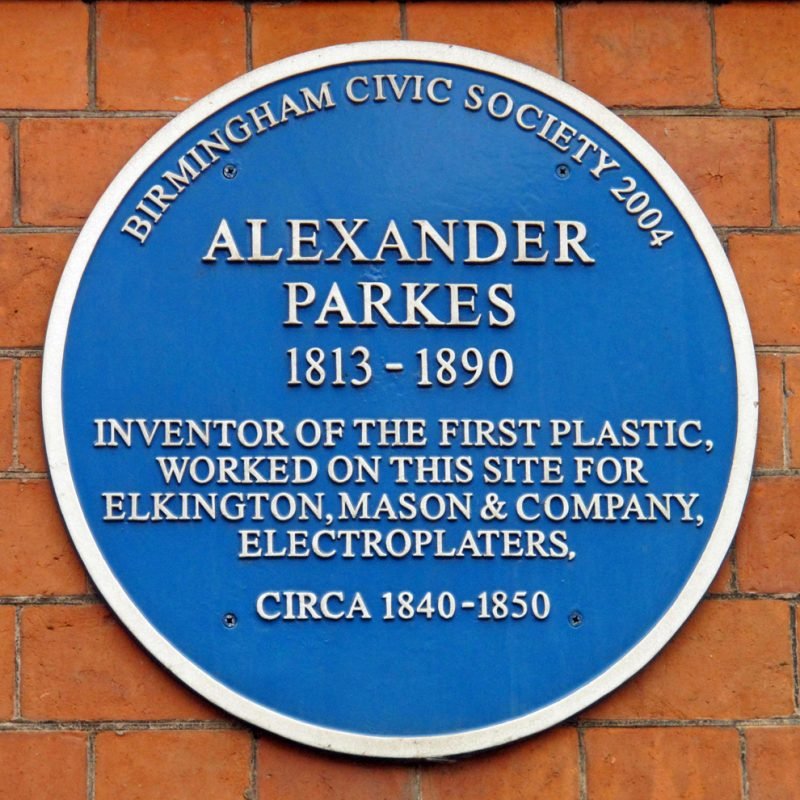 BIRMINGHAM CIVIC SOCIETY 2004
ALEXANDER
PARKES
1813 - 1890
INVENTOR OF THE FIRST PLASTIC,
WORKED ON THIS SITE FOR
ELKINGTON, MASON & COMPANY,
ELECTROPLATERS,
CIRCA 1840-1850